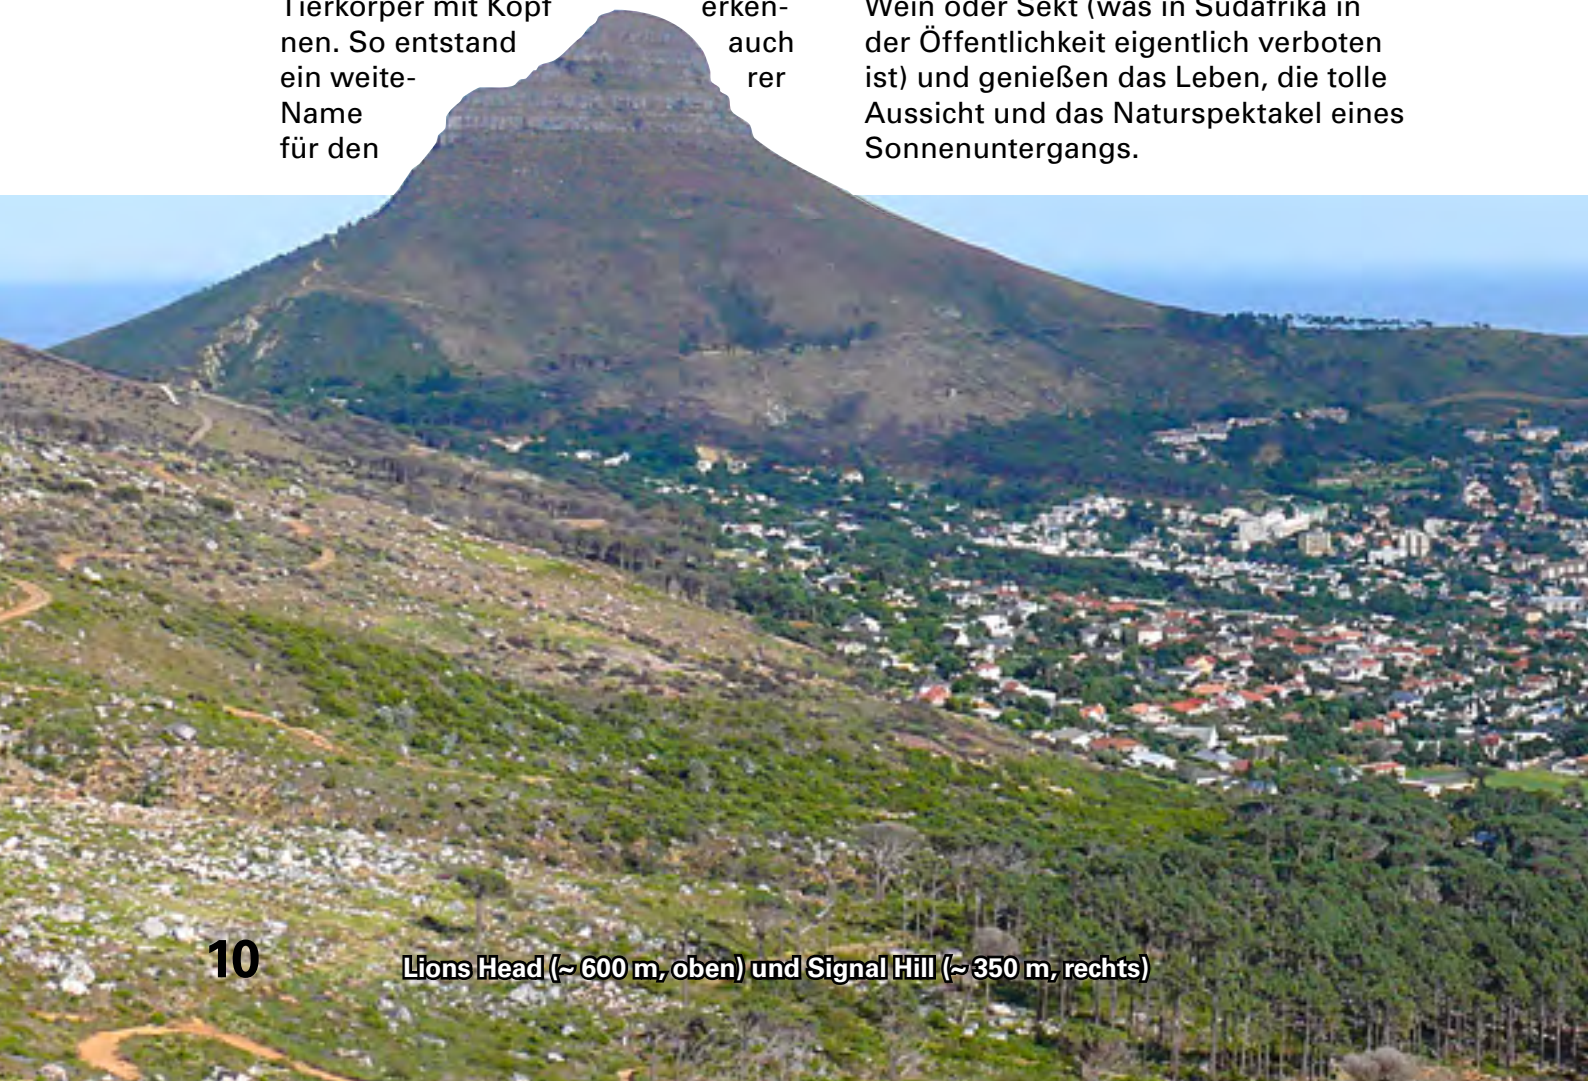 Tierkörper mit Kopf erken-
nen. So entstand auch
ein weite- rer
Name
für den
Wein oder Sekt (was in Südafrika in
der Öffentlichkeit eigentlich verboten
ist) und genießen das Leben, die tolle
Aussicht und das Naturspektakel eines
Sonnenuntergangs.
10
Lions Head (~ 600 m, oben) und Signal Hill (~ 350 m, rechts)